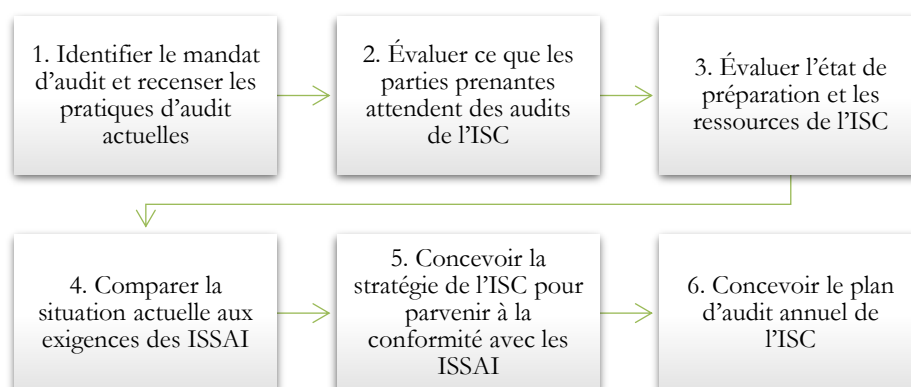 1. Identifier le mandat
d’audit et recenser les
pratiques d’audit
actuelles
2. Évaluer ce que les
parties prenantes
attendent des audits
de l’ISC
3. Évaluer l’état de
préparation et les
ressources de l’ISC
4. Comparer la
situation actuelle aux
exigences des ISSAI
5. Concevoir la
stratégie de l’ISC pour
parvenir à la
conformité avec les
ISSAI
6. Concevoir le plan
d’audit annuel de
l’ISC